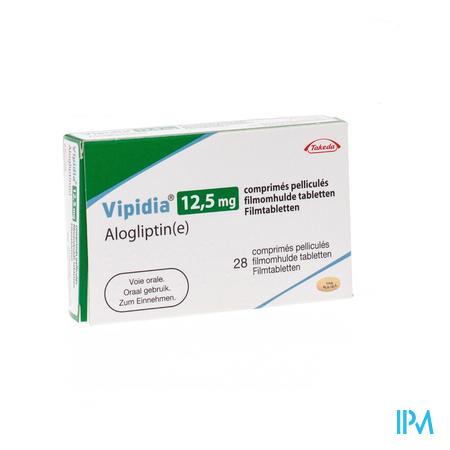 Takeda
Vipidia® 12,5 mg
comprimés pelliculés
filmomhulde tabletten
Filmtabletten
Alogliptin(e)
28 comprimés pelliculés
filmomhulde tabletten
Filmtabletten
Voie orale.
Oraal gebruik.
Zum Einnehmen.
IPM